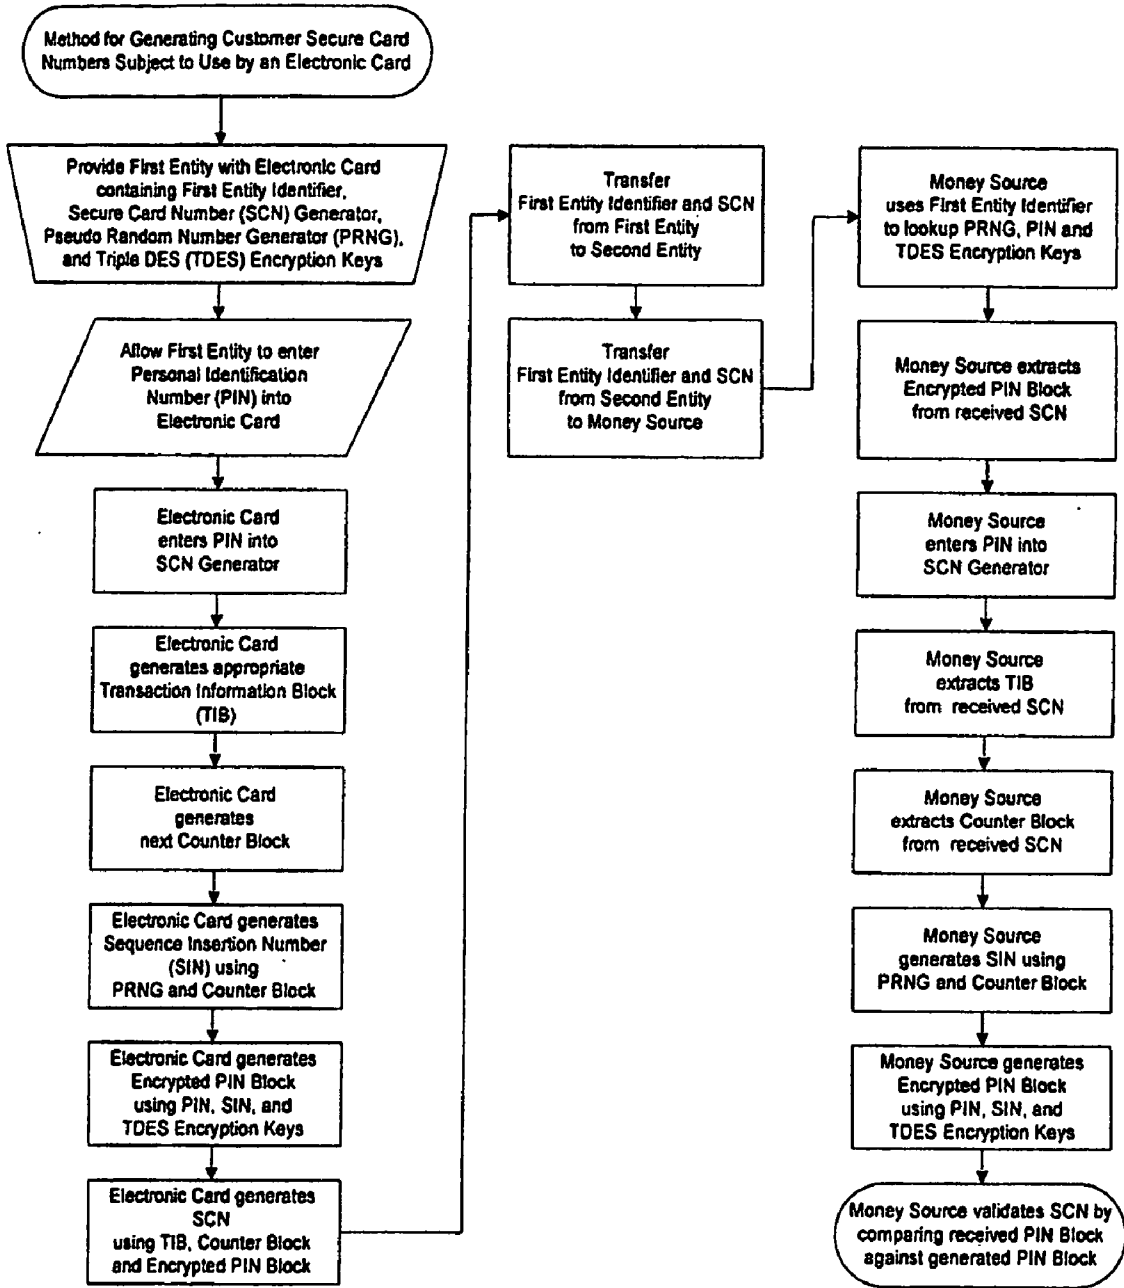 Method for Generating Customer Secure Card
Numbers Subject to Use by an Electronic Card
Provide First Entity with Electronic Card
containing First Entity Identifier,
Secure Card Number (SCN) Generator,
Pseudo Random Number Generator (PRNG),
and Triple DES (TDES) Encryption Keys
Allow First Entity to enter
Personal Identification
Number (PIN) into
Electronic Card
Electronic Card
enters PIN into
SCN Generator
Electronic Card
generates appropriate
Transaction Information Block
(TIB)
Electronic Card
generates
next Counter Block
Electronic Card generates
Sequence Insertion Number
(SIN) using
PRNG and Counter Block
Electronic Card generates
Encrypted PIN Block
using PIN, SIN, and
TDES Encryption Keys
Electronic Card generates
SCN
using TIB, Counter Block
and Encrypted PIN Block
Transfer
First Entity Identifier and SCN
from First Entity
to Second Entity
Transfer
First Entity Identifier and SCN
from Second Entity
to Money Source
Money Source
uses First Entity Identifier
to lookup PRNG, PIN and
TDES Encryption Keys
Money Source extracts
Encrypted PIN Block
from received SCN
Money Source
enters PIN into
SCN Generator
Money Source
extracts TIB
from received SCN
Money Source
extracts Counter Block
from received SCN
Money Source
generates SIN using
PRNG and Counter Block
Money Source generates
Encrypted PIN Block
using PIN, SIN, and
TDES Encryption Keys
Money Source validates SCN by
comparing received PIN Block
against generated PIN Block